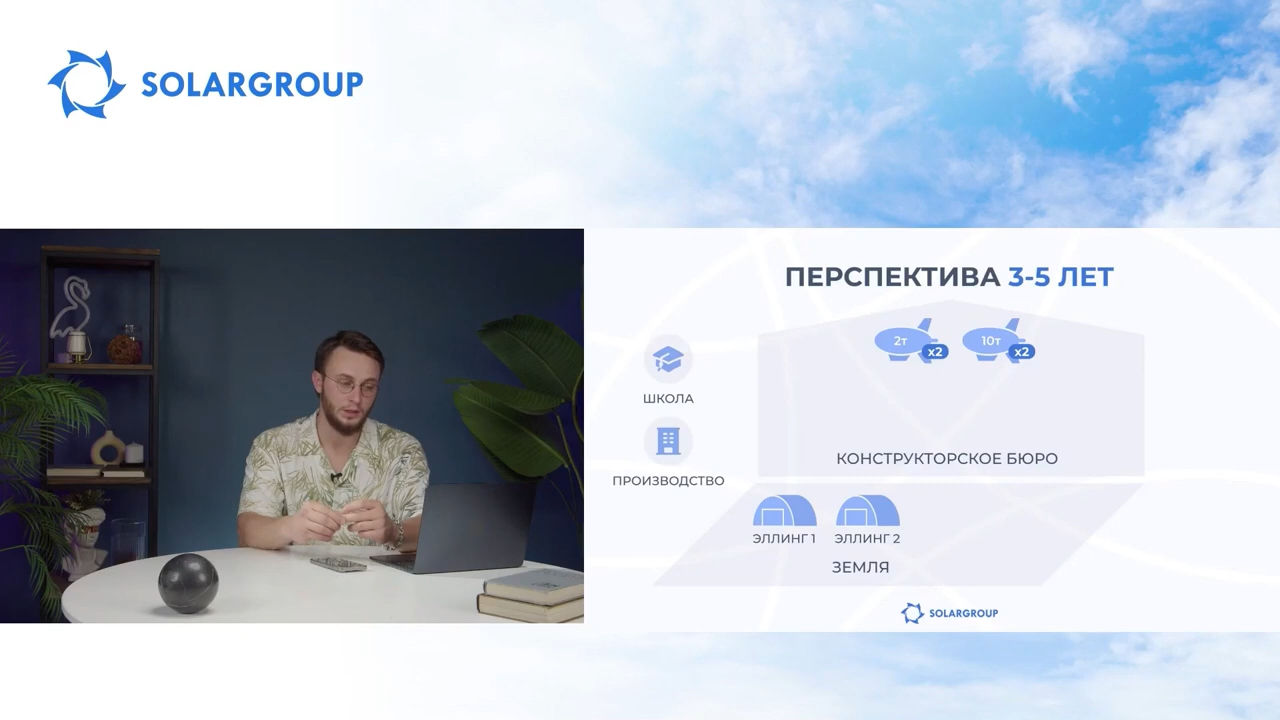 SOLARGROUP
ПЕРСПЕКТИВА 3-5 ЛЕТ
2т
x2
10т
x2
ШКОЛА
КОНСТРУКТОРСКОЕ БЮРО
ПРОИЗВОДСТВО
ЭЛЛИНГ 1
ЭЛЛИНГ 2
ЗЕМЛЯ
SOLARGROUP